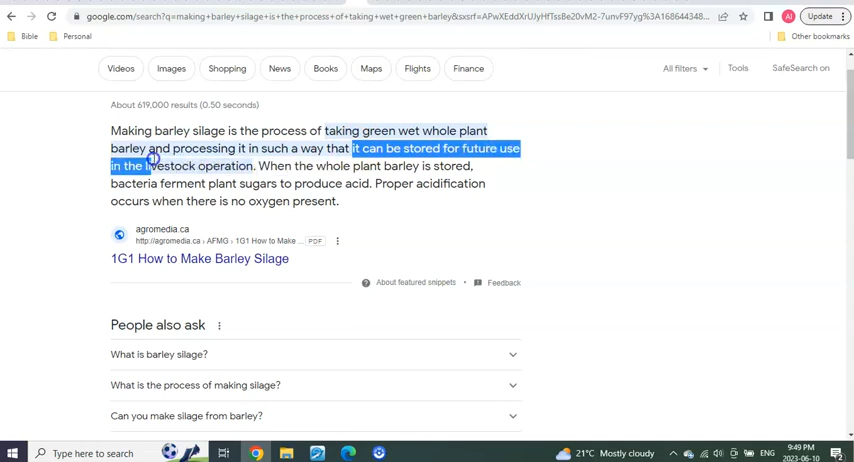 google.com/search?q=making+barley+silage+is+the+process+of+taking+wet+green+barley&sxsrf=APwXEddXrUJyHfTssBe20vM2-7unvF97yg%3A168644348...
Update
Bible
Personal
Other bookmarks
Videos
Images
Shopping
News
Books
Maps
Flights
Finance
All filters
Tools
SafeSearch on
About 619,000 results (0.50 seconds)
Making barley silage is the process of taking green wet whole plant
barley and processing it in such a way that it can be stored for future use
in the livestock operation. When the whole plant barley is stored,
bacteria ferment plant sugars to produce acid. Proper acidification
occurs when there is no oxygen present.
agromedia.ca
http://agromedia.ca › AFMG › 1G1 How to Make ... PDF
1G1 How to Make Barley Silage
About featured snippets • Feedback
People also ask
What is barley silage?
What is the process of making silage?
Can you make silage from barley?
Type here to search
21°C Mostly cloudy
ENG
9:49 PM
2023-06-10
2